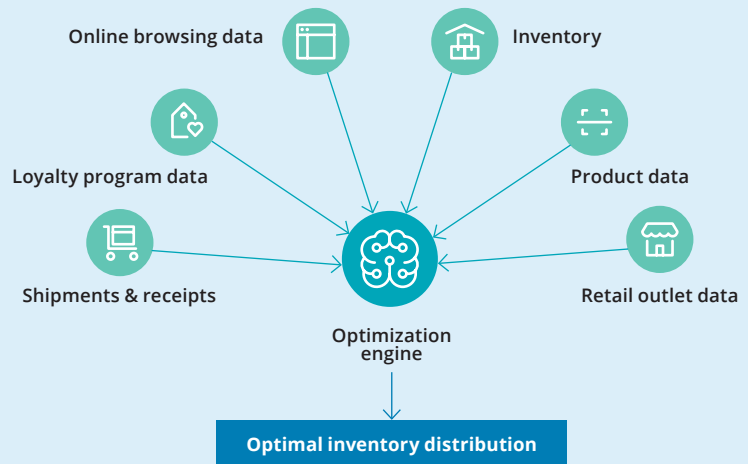 Online browsing data
Inventory
Loyalty program data
Product data
Shipments & receipts
Retail outlet data
Optimization
engine
Optimal inventory distribution